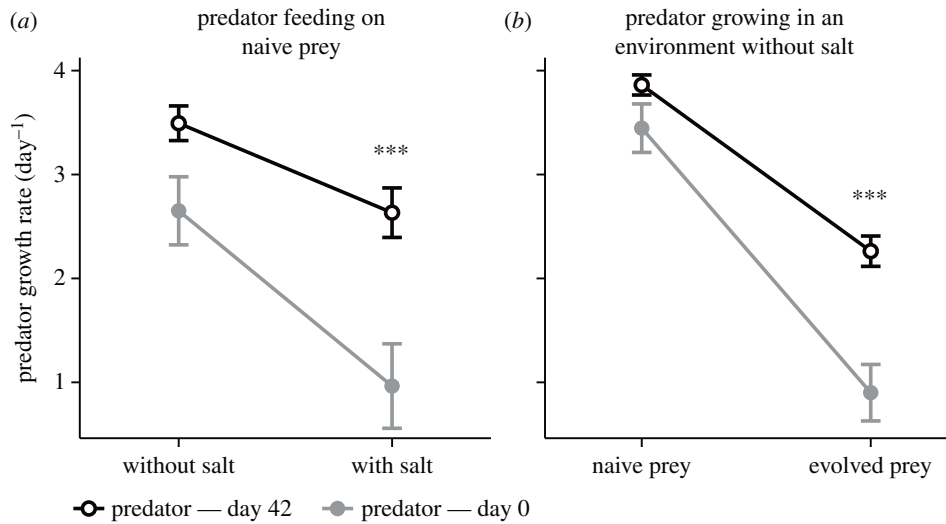 (a)
predator feeding on
naive prey
(b)
predator growing in an
environment without salt
predator growth rate (day⁻¹)
4
3
2
1
***
***
without salt
with salt
naive prey
evolved prey
predator — day 42
predator — day 0